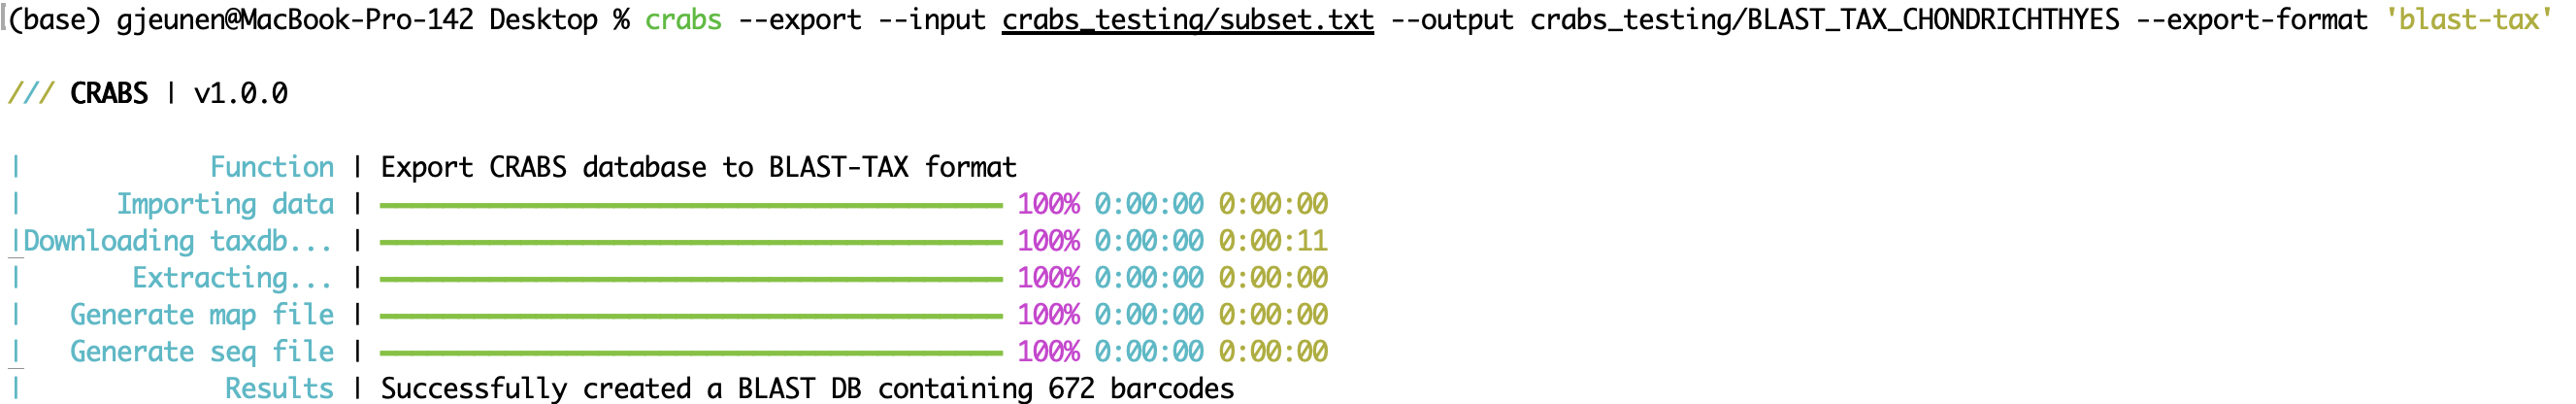 (base) gjeunen@MacBook-Pro-142 Desktop % crabs --export --input crabs_testing/subset.txt --output crabs_testing/BLAST_TAX_CHONDRICHTHYES --export-format 'blast-tax'
/// CRABS | v1.0.0
| Function | Export CRABS database to BLAST-TAX format
| Importing data | 100% 0:00:00 0:00:00
|Downloading taxdb... | 100% 0:00:00 0:00:11
| Extracting... | 100% 0:00:00 0:00:00
| Generate map file | 100% 0:00:00 0:00:00
| Generate seq file | 100% 0:00:00 0:00:00
| Results | Successfully created a BLAST DB containing 672 barcodes